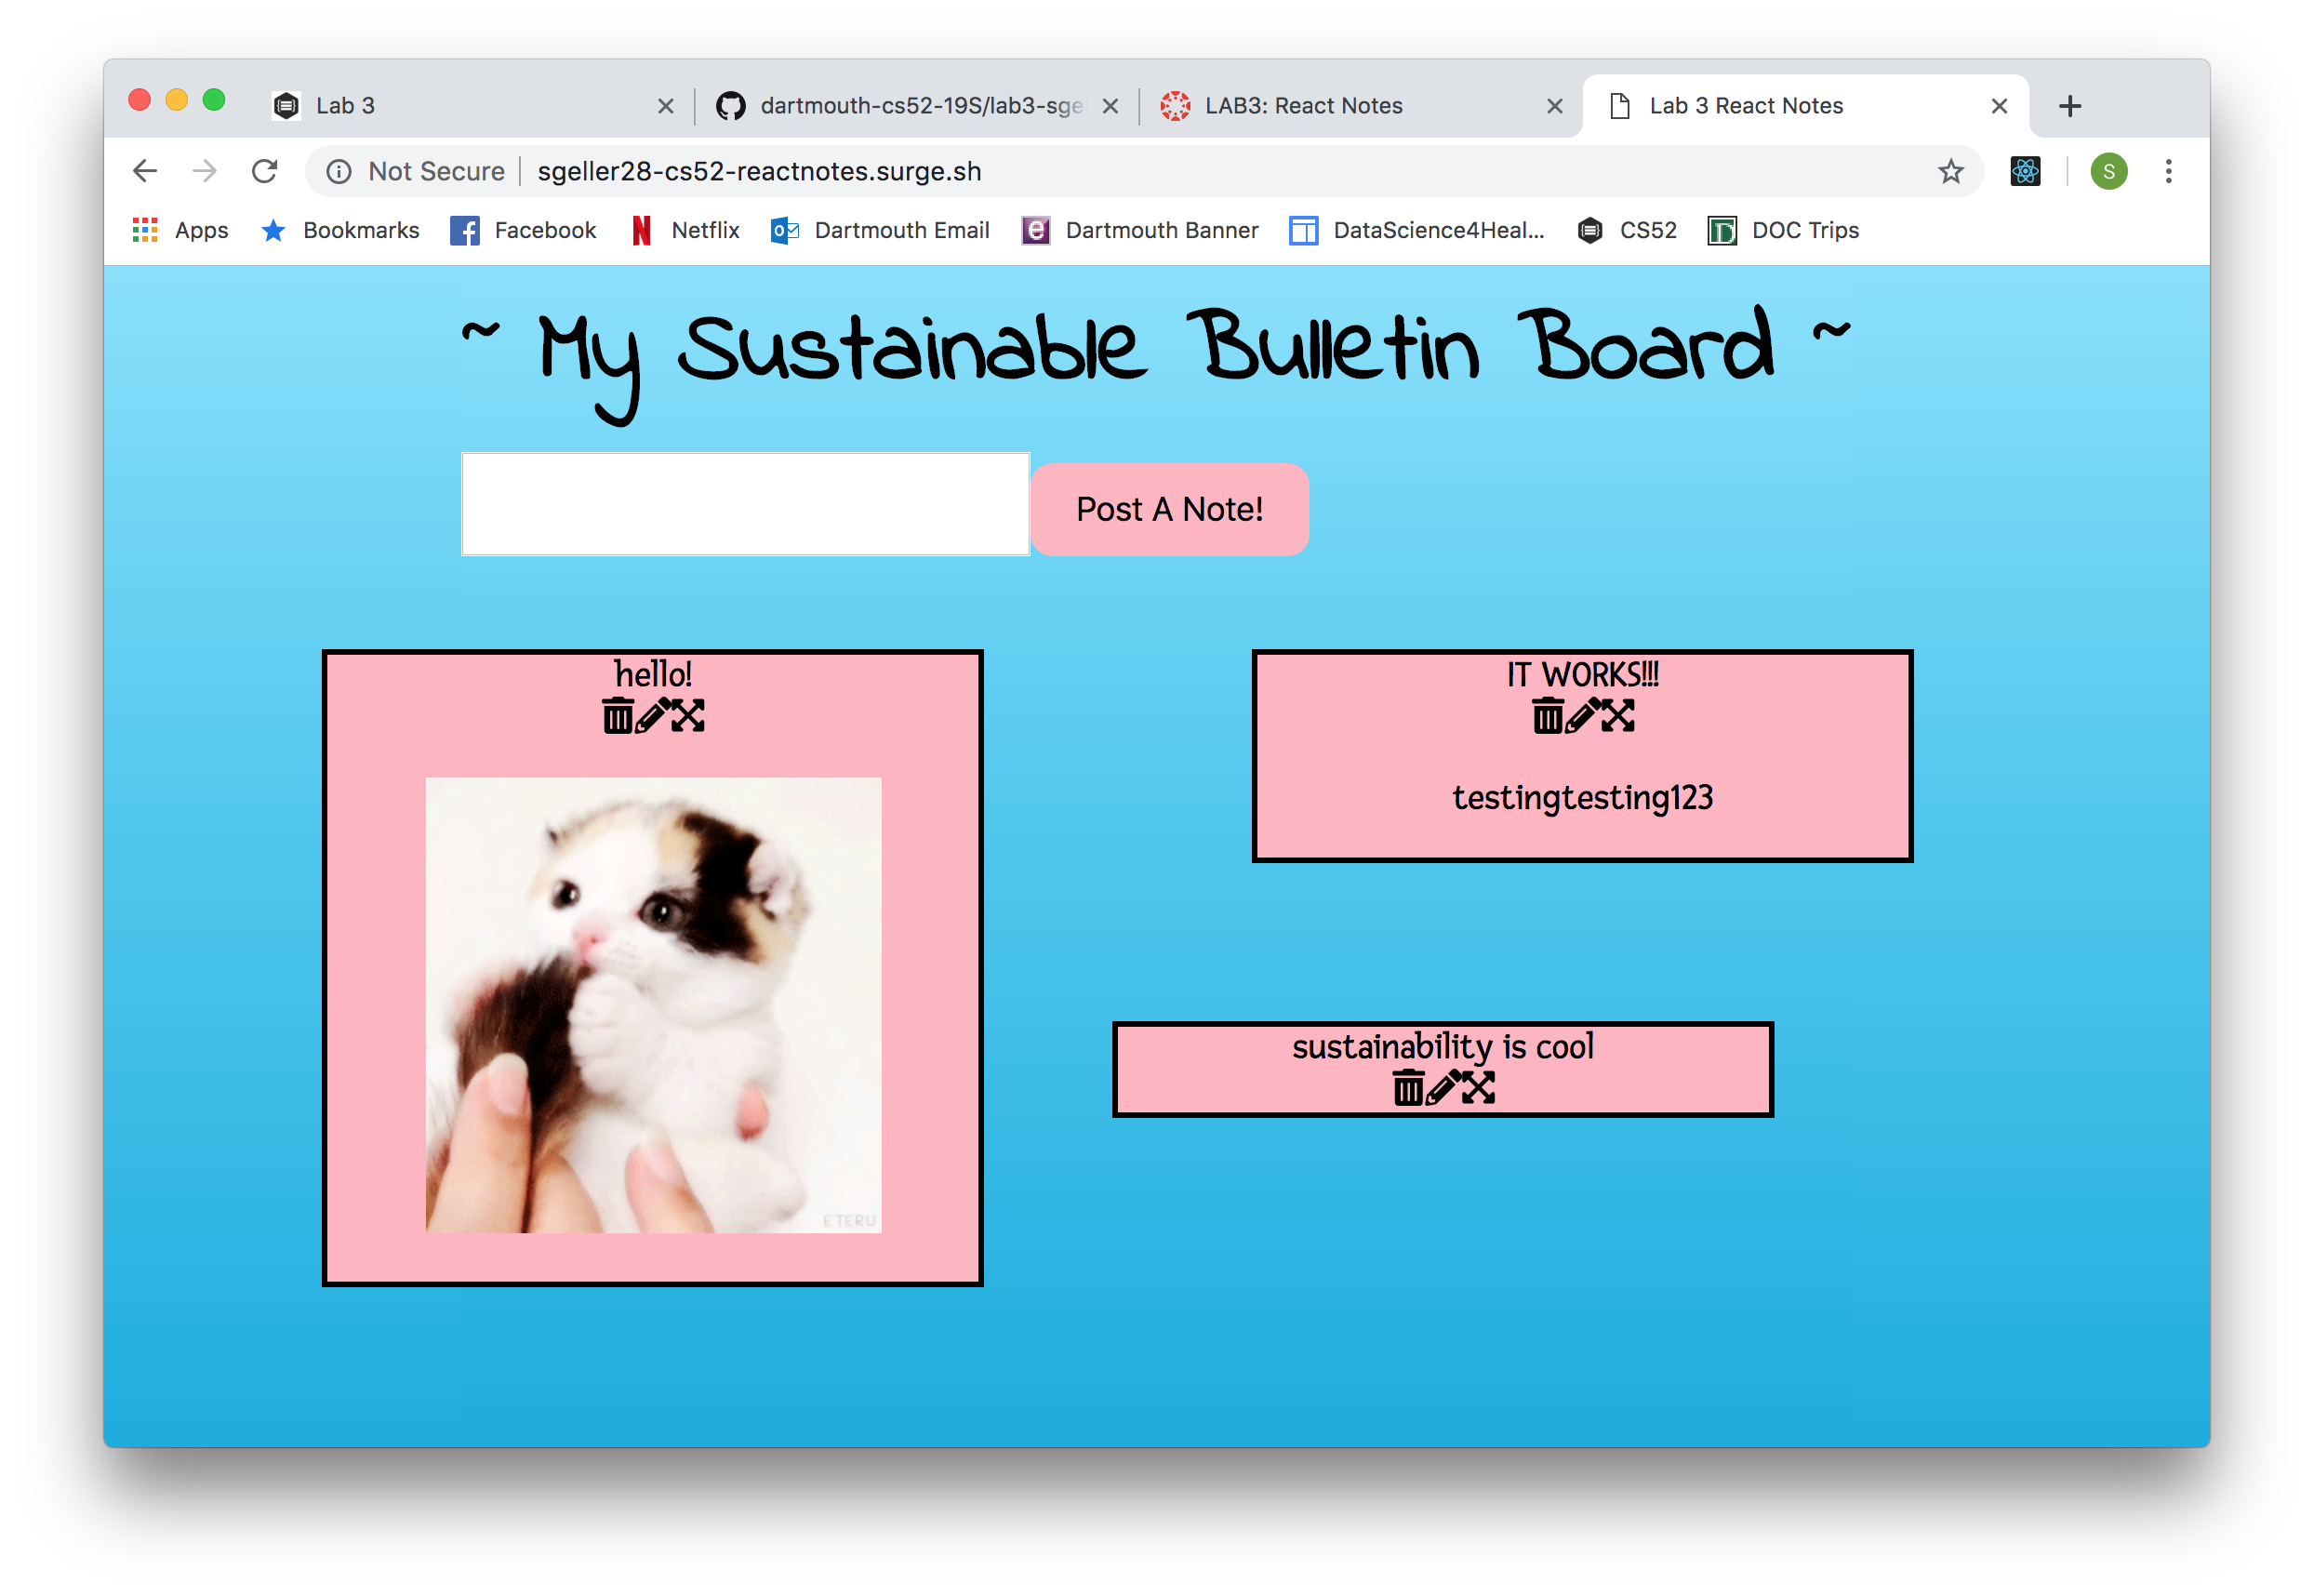 Lab 3
dartmouth-cs52-19S/lab3-sge
LAB3: React Notes
Lab 3 React Notes
Not Secure
sgeller28-cs52-reactnotes.surge.sh
S
Apps
Bookmarks
Facebook
Netflix
Dartmouth Email
Dartmouth Banner
DataScience4Heal...
CS52
DOC Trips
~ My Sustainable Bulletin Board ~
Post A Note!
hello!
IT WORKS!!!
testingtesting123
ETERU
sustainability is cool